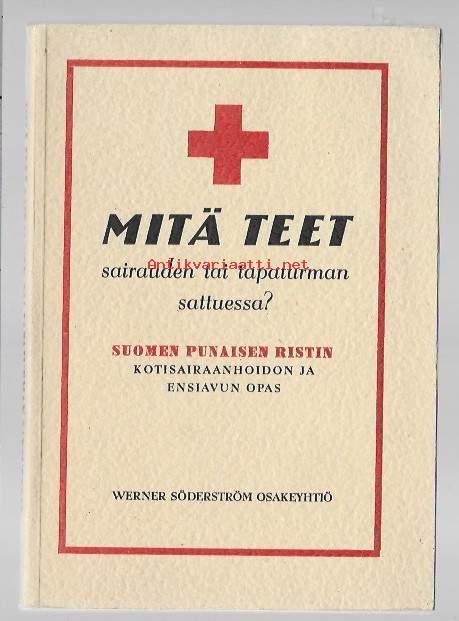 MITÄ TEET
Antikvariaatti.net
sairauden tai tapaturman
sattuessa?
SUOMEN PUNAISEN RISTIN
KOTISAIRAANHOIDON JA
ENSIAVUN OPAS
WERNER SÖDERSTRÖM OSAKEYHTIÖ